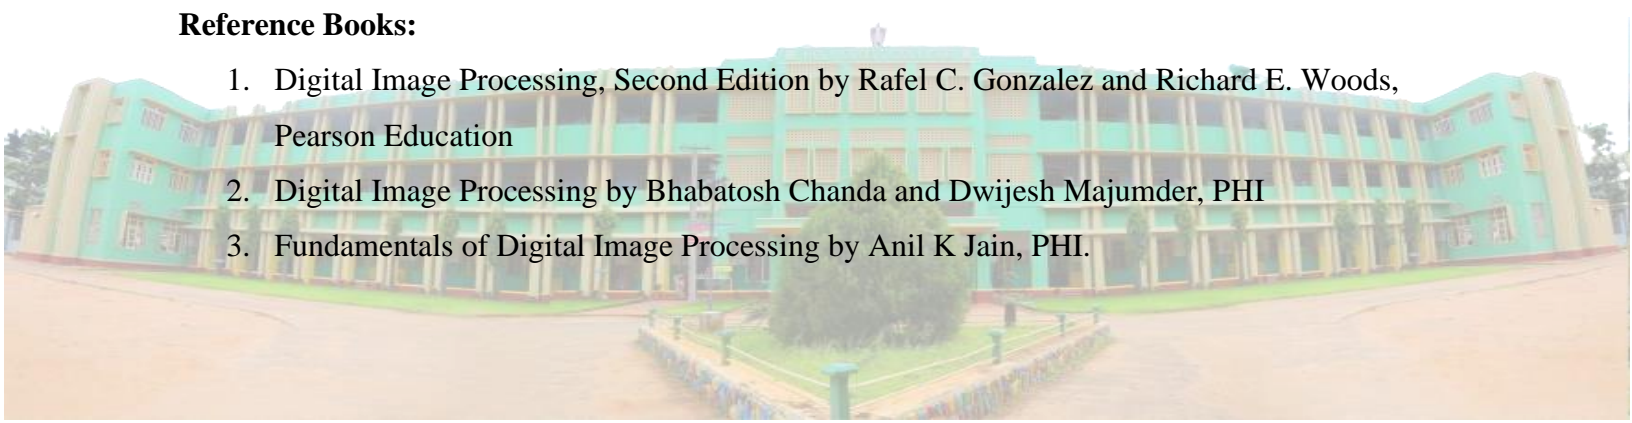 Reference Books:
1. Digital Image Processing, Second Edition by Rafel C. Gonzalez and Richard E. Woods,
Pearson Education
2. Digital Image Processing by Bhabatosh Chanda and Dwijesh Majumder, PHI
3. Fundamentals of Digital Image Processing by Anil K Jain, PHI.